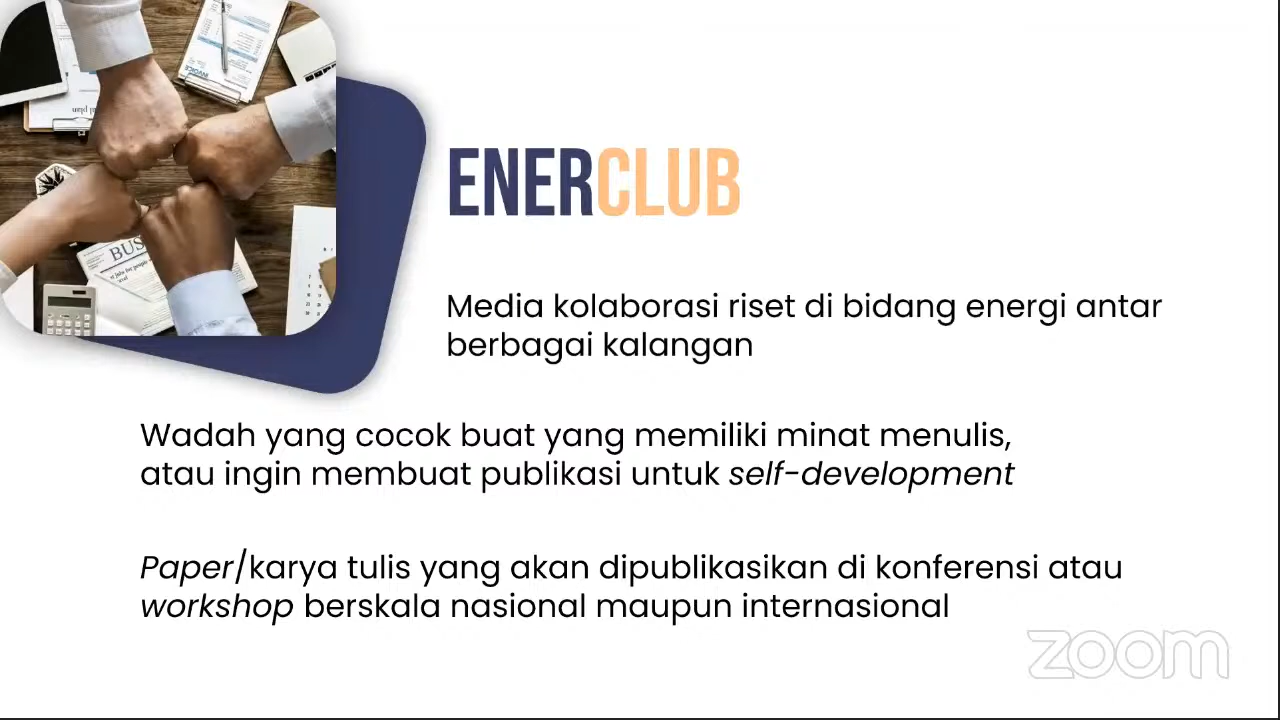 INVOICE
BUS
ENERCLUB
Media kolaborasi riset di bidang energi antar
berbagai kalangan
Wadah yang cocok buat yang memiliki minat menulis,
atau ingin membuat publikasi untuk self-development
Paper/karya tulis yang akan dipublikasikan di konferensi atau
workshop berskala nasional maupun internasional
zoom